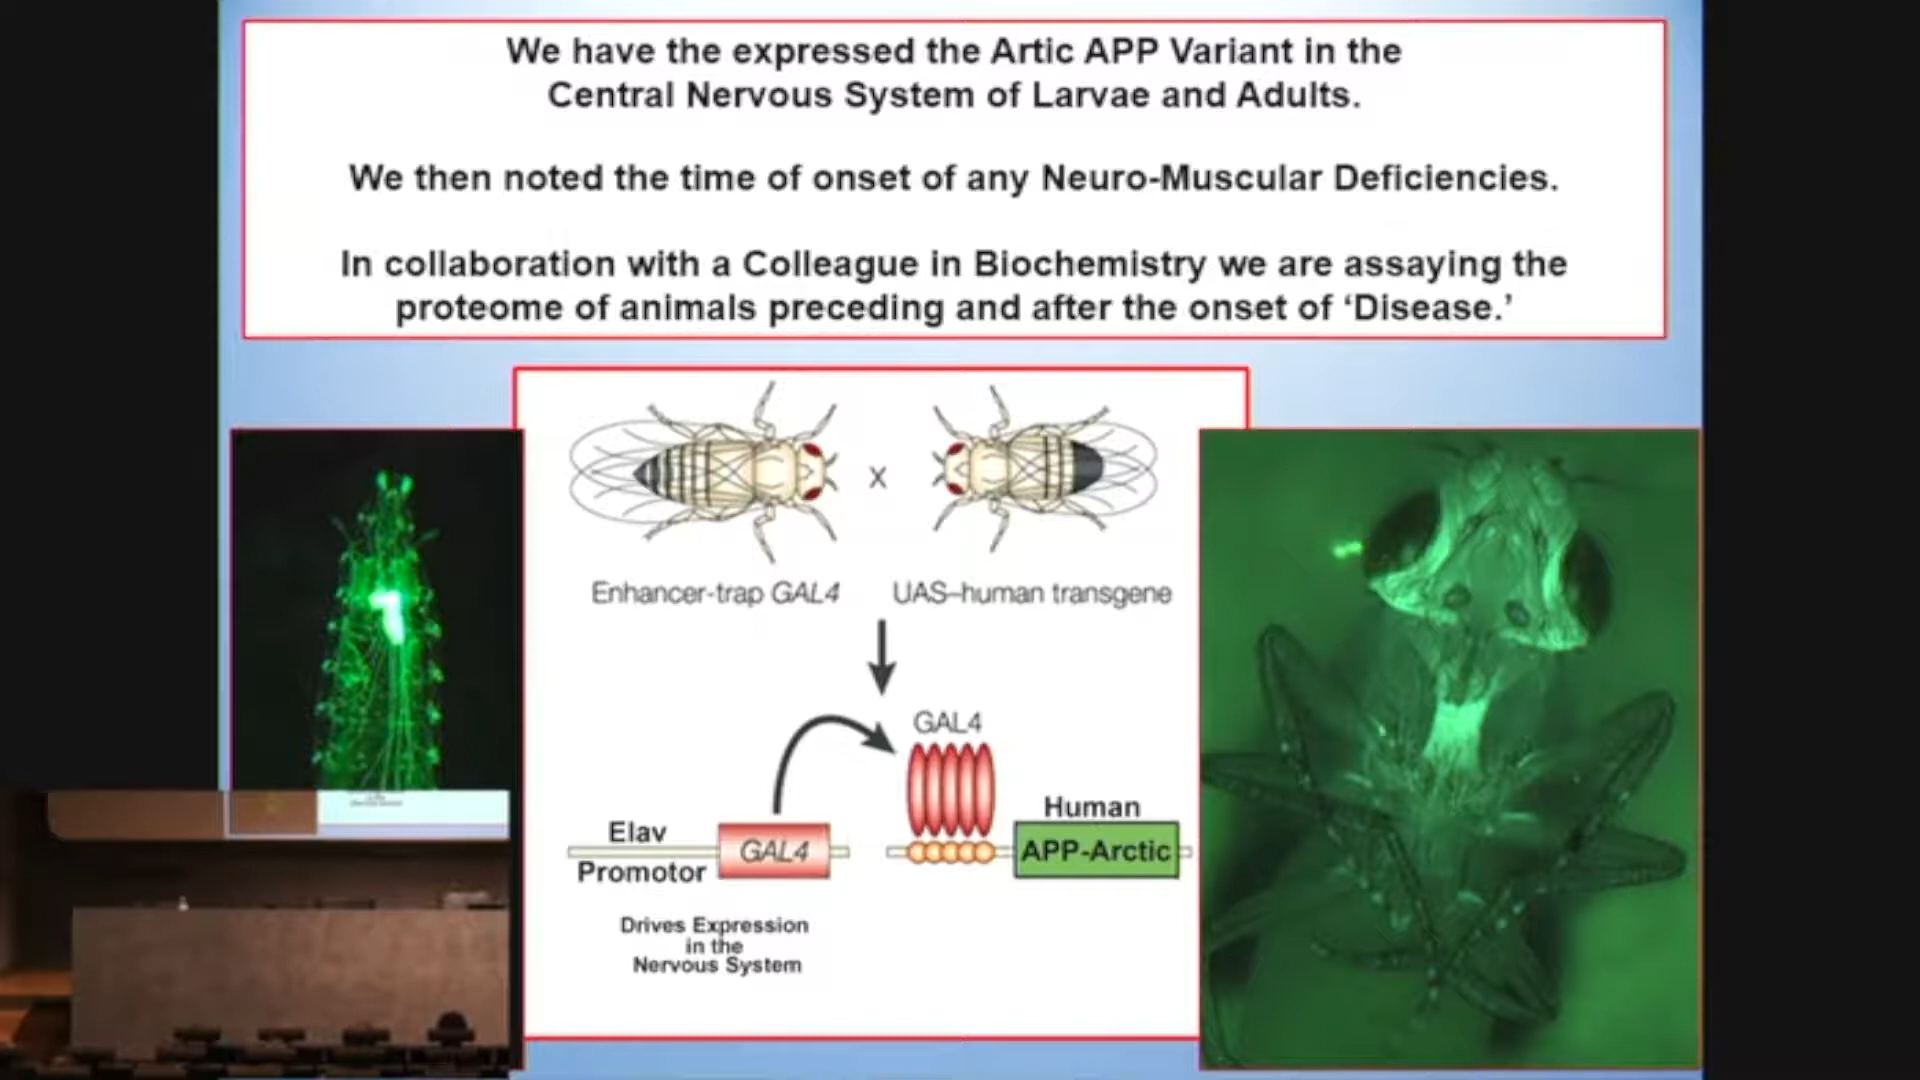 We have the expressed the Artic APP Variant in the
Central Nervous System of Larvae and Adults.
We then noted the time of onset of any Neuro-Muscular Deficiencies.
In collaboration with a Colleague in Biochemistry we are assaying the
proteome of animals preceding and after the onset of ‘Disease.’
x
Enhancer-trap GAL4
UAS–human transgene
GAL4
Elav
Promotor
GAL4
Human
APP-Arctic
Drives Expression
in the
Nervous System